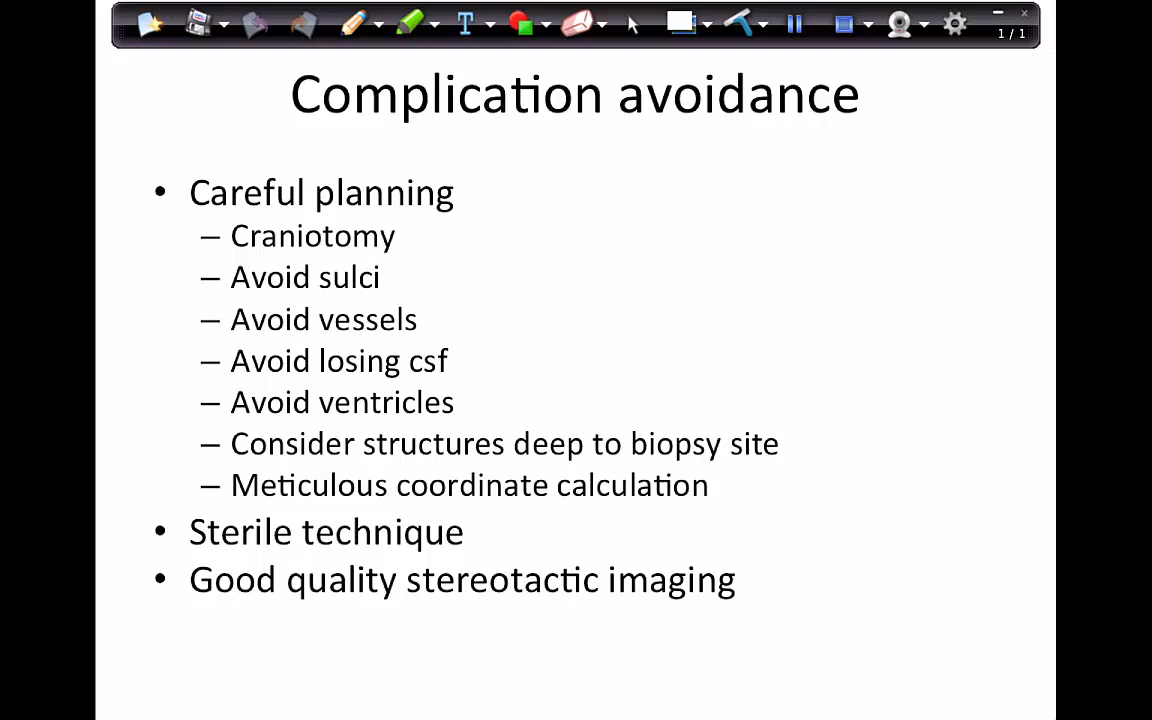 1 / 1
Complication avoidance
• Careful planning
– Craniotomy
– Avoid sulci
– Avoid vessels
– Avoid losing csf
– Avoid ventricles
– Consider structures deep to biopsy site
– Meticulous coordinate calculation
• Sterile technique
• Good quality stereotactic imaging